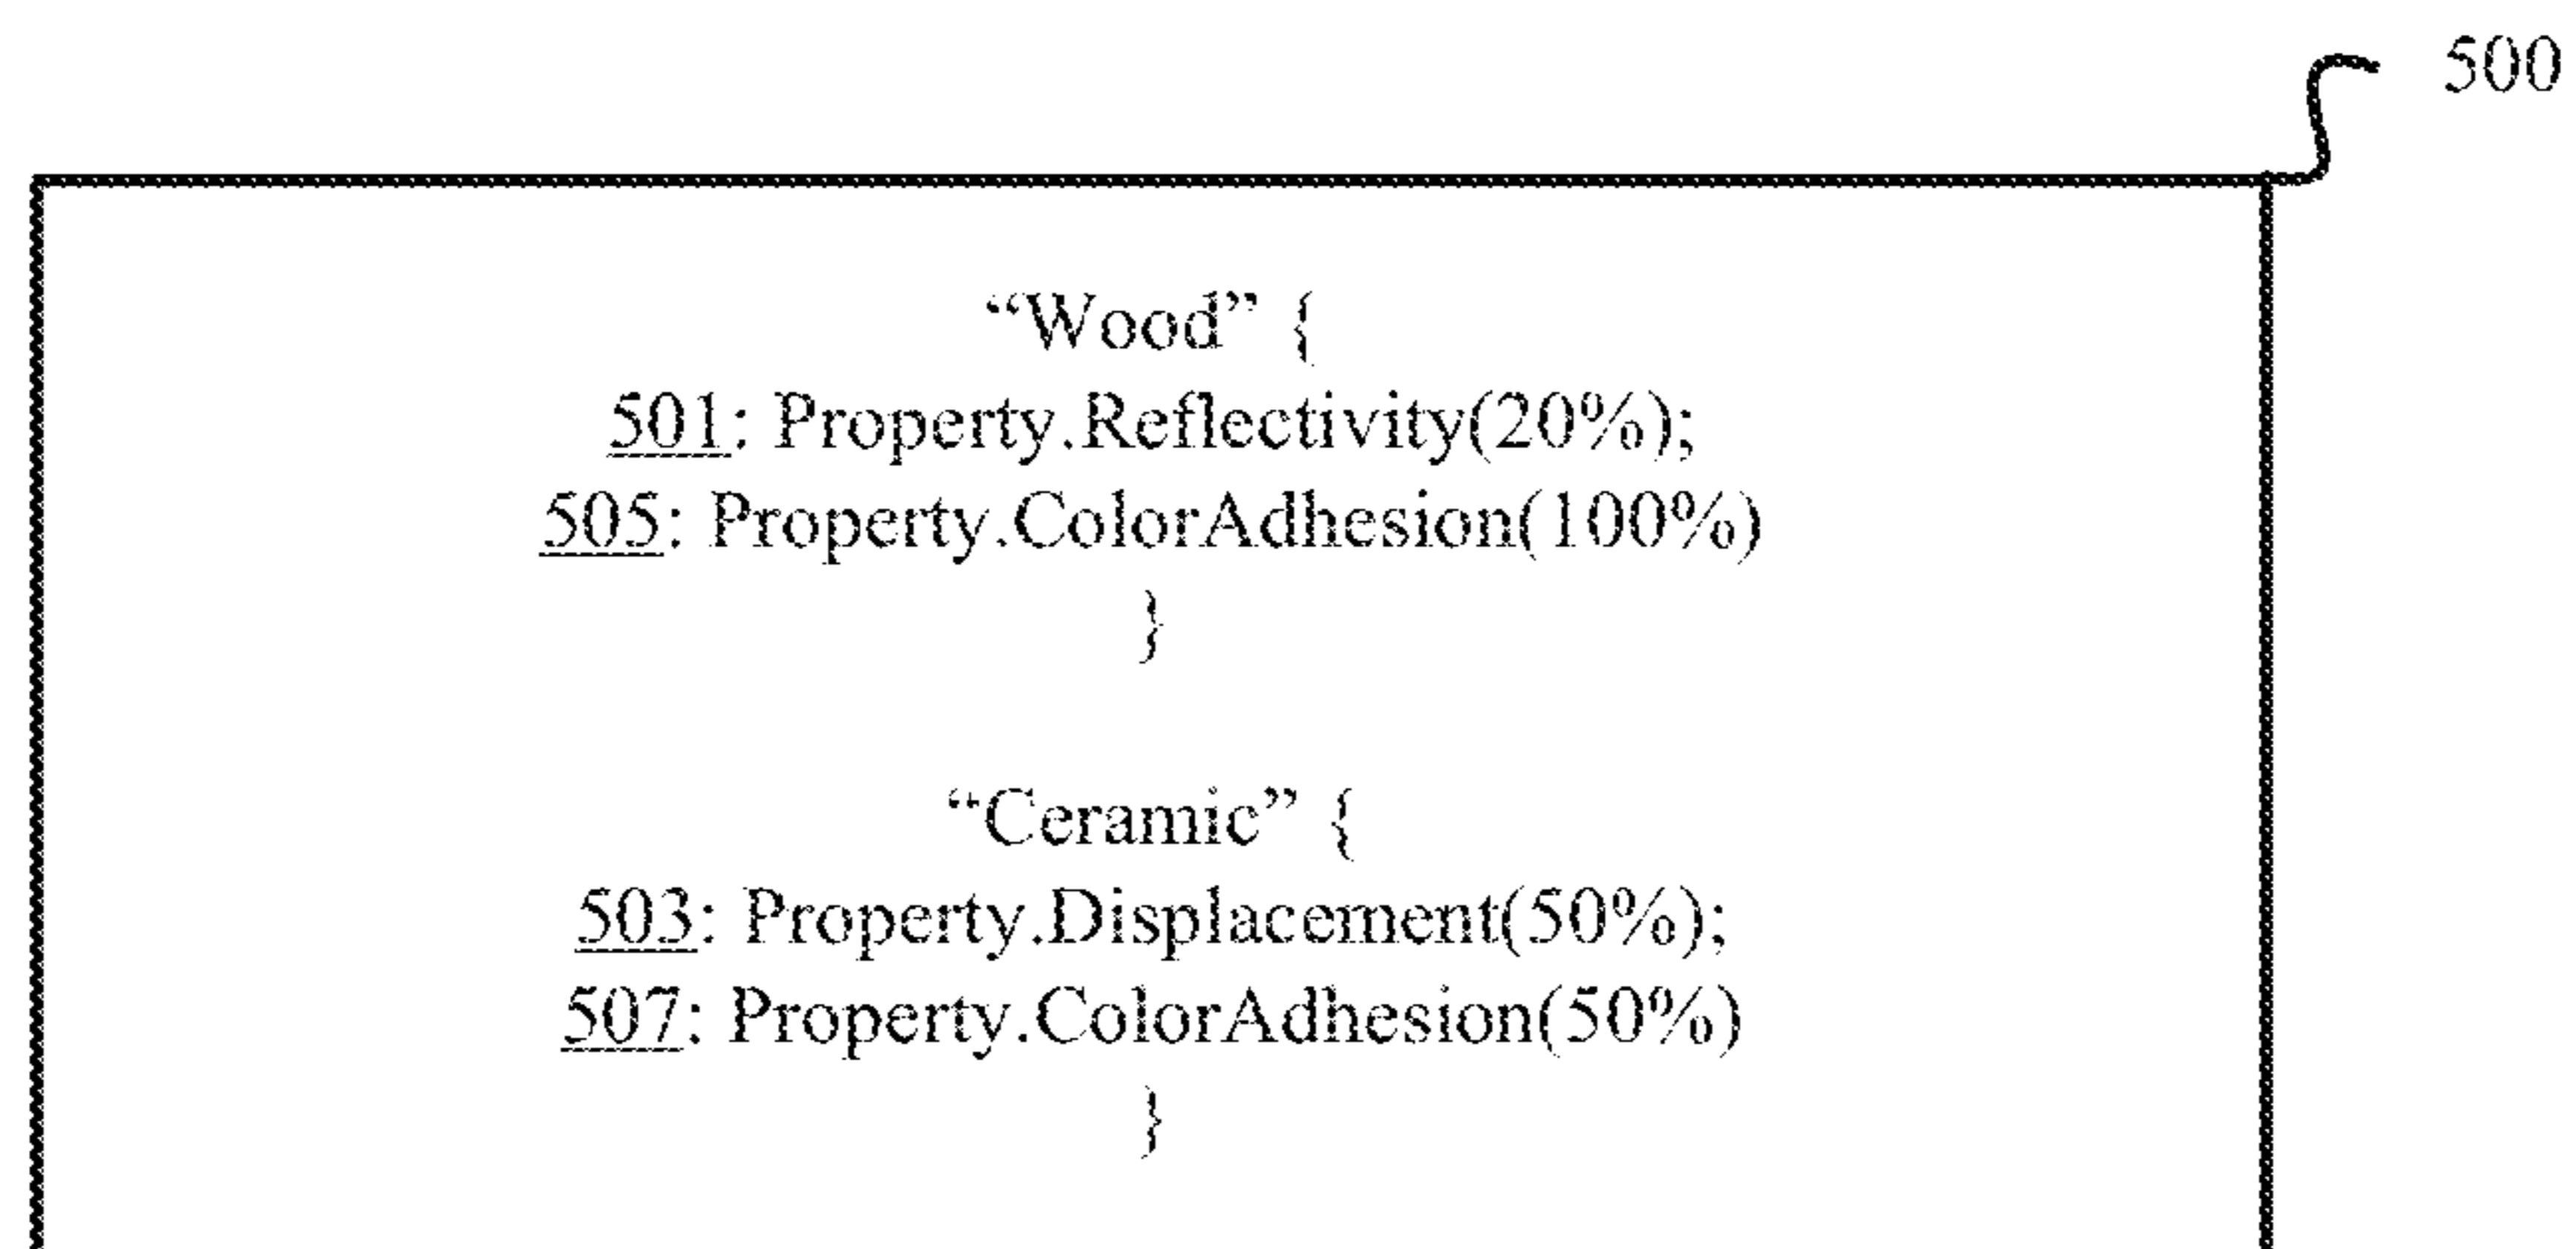 500
“Wood” {
501: Property.Reflectivity(20%);
505: Property.ColorAdhesion(100%)
}
“Ceramic” {
503: Property.Displacement(50%);
507: Property.ColorAdhesion(50%)
}